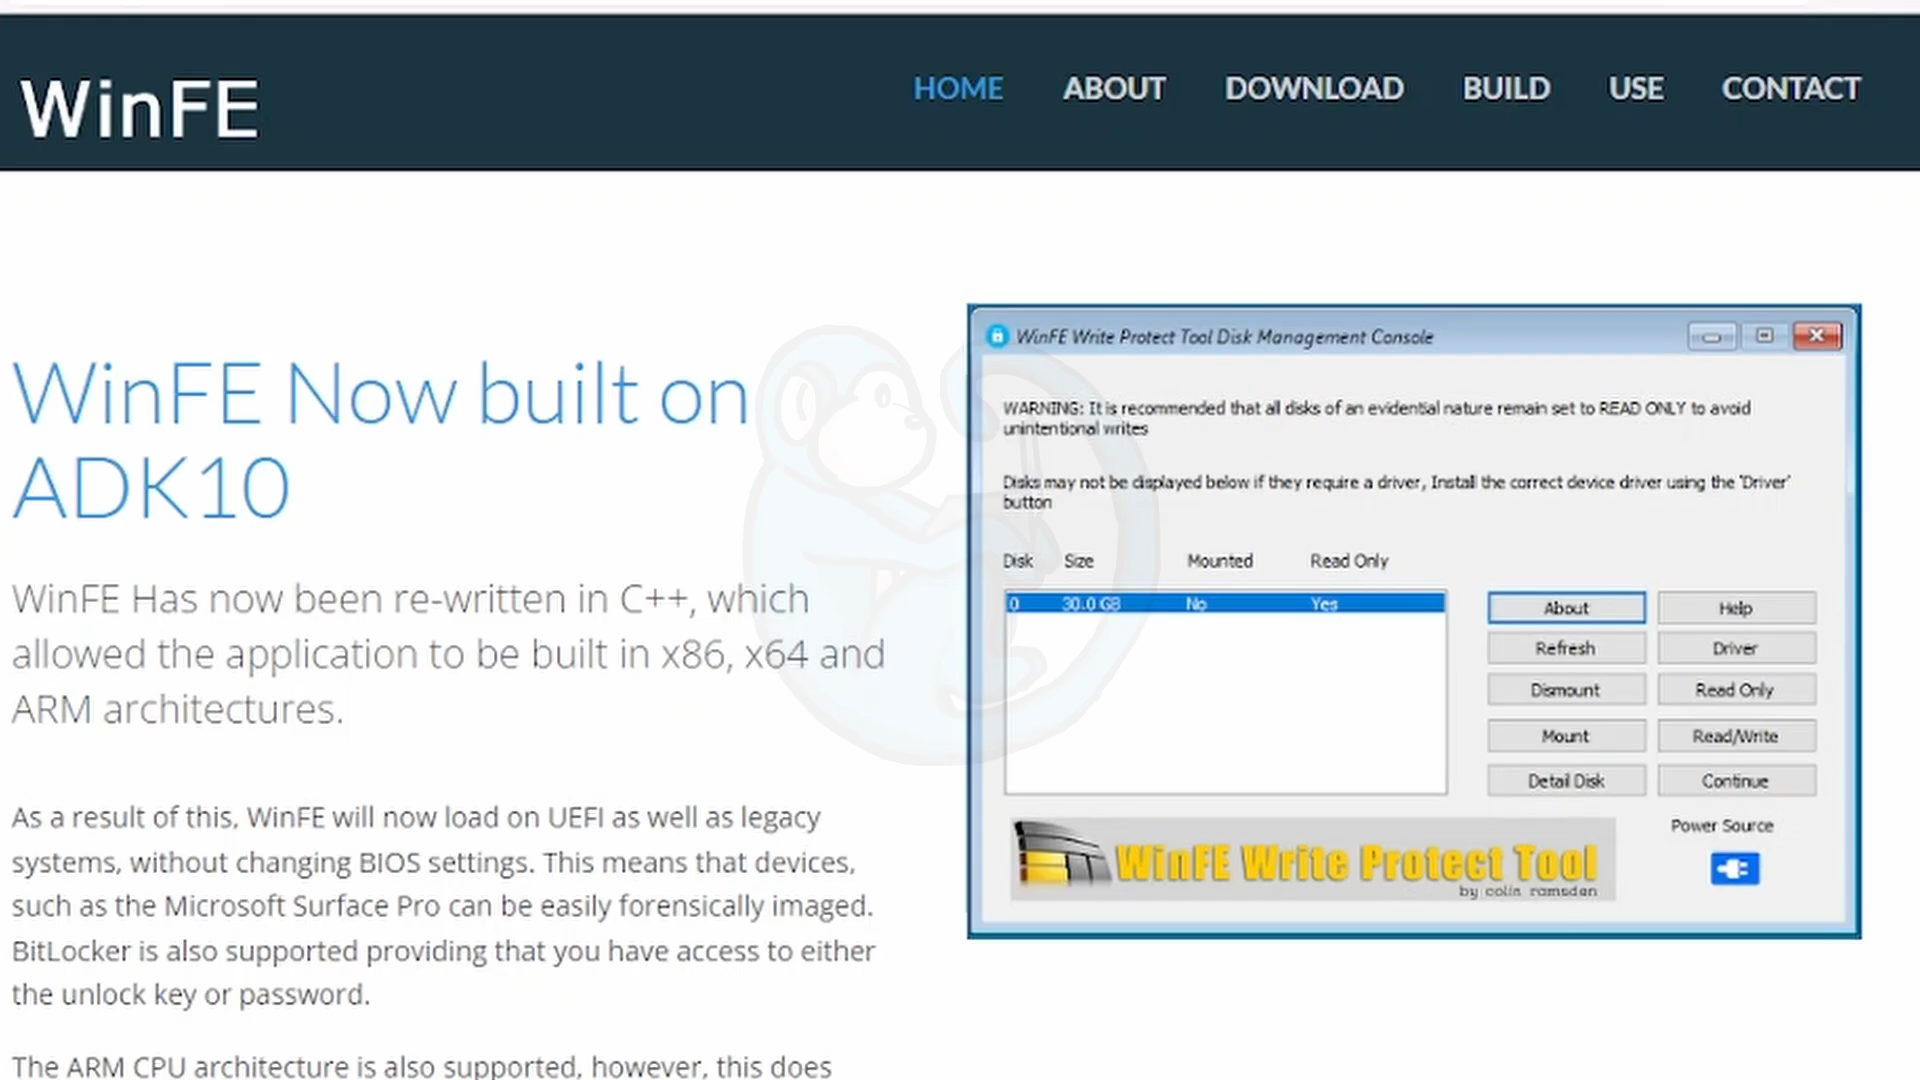 WinFE
HOME ABOUT DOWNLOAD BUILD USE CONTACT
WinFE Now built on
ADK10
WinFE Has now been re-written in C++, which
allowed the application to be built in x86, x64 and
ARM architectures.
As a result of this, WinFE will now load on UEFI as well as legacy
systems, without changing BIOS settings. This means that devices,
such as the Microsoft Surface Pro can be easily forensically imaged.
BitLocker is also supported providing that you have access to either
the unlock key or password.
The ARM CPU architecture is also supported, however, this does
WinFE Write Protect Tool Disk Management Console
WARNING: It is recommended that all disks of an evidential nature remain set to READ ONLY to avoid
unintentional writes
Disks may not be displayed below if they require a driver, Install the correct device driver using the 'Driver'
button
Disk Size Mounted Read Only
0 30.0 GB No Yes
About Help
Refresh Driver
Dismount Read Only
Mount Read/Write
Detail Disk Continue
Power Source
WinFE Write Protect Tool
by colin ramsden